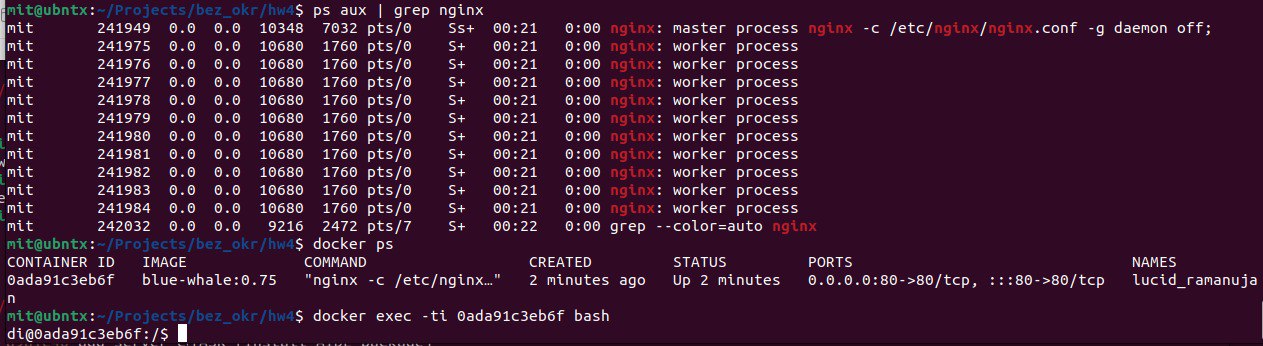 mit@ubntx:~/Projects/bez_okr/hw4$ ps aux | grep nginx
mit      241949  0.0  0.0  10348  7032 pts/0    Ss+  00:21   0:00 nginx: master process nginx -c /etc/nginx/nginx.conf -g daemon off;
mit      241975  0.0  0.0  10680  1760 pts/0    S+   00:21   0:00 nginx: worker process
mit      241976  0.0  0.0  10680  1760 pts/0    S+   00:21   0:00 nginx: worker process
mit      241977  0.0  0.0  10680  1760 pts/0    S+   00:21   0:00 nginx: worker process
mit      241978  0.0  0.0  10680  1760 pts/0    S+   00:21   0:00 nginx: worker process
mit      241979  0.0  0.0  10680  1760 pts/0    S+   00:21   0:00 nginx: worker process
mit      241980  0.0  0.0  10680  1760 pts/0    S+   00:21   0:00 nginx: worker process
mit      241981  0.0  0.0  10680  1760 pts/0    S+   00:21   0:00 nginx: worker process
mit      241982  0.0  0.0  10680  1760 pts/0    S+   00:21   0:00 nginx: worker process
mit      241983  0.0  0.0  10680  1760 pts/0    S+   00:21   0:00 nginx: worker process
mit      241984  0.0  0.0  10680  1760 pts/0    S+   00:21   0:00 nginx: worker process
mit      242032  0.0  0.0   9216  2472 pts/7    S+   00:22   0:00 grep --color=auto nginx
mit@ubntx:~/Projects/bez_okr/hw4$ docker ps
CONTAINER ID   IMAGE             COMMAND                  CREATED         STATUS         PORTS                               NAMES
0ada91c3eb6f   blue-whale:0.75   "nginx -c /etc/nginx…"   2 minutes ago   Up 2 minutes   0.0.0.0:80->80/tcp, :::80->80/tcp   lucid_ramanuja
n
mit@ubntx:~/Projects/bez_okr/hw4$ docker exec -ti 0ada91c3eb6f bash
di@0ada91c3eb6f:/$